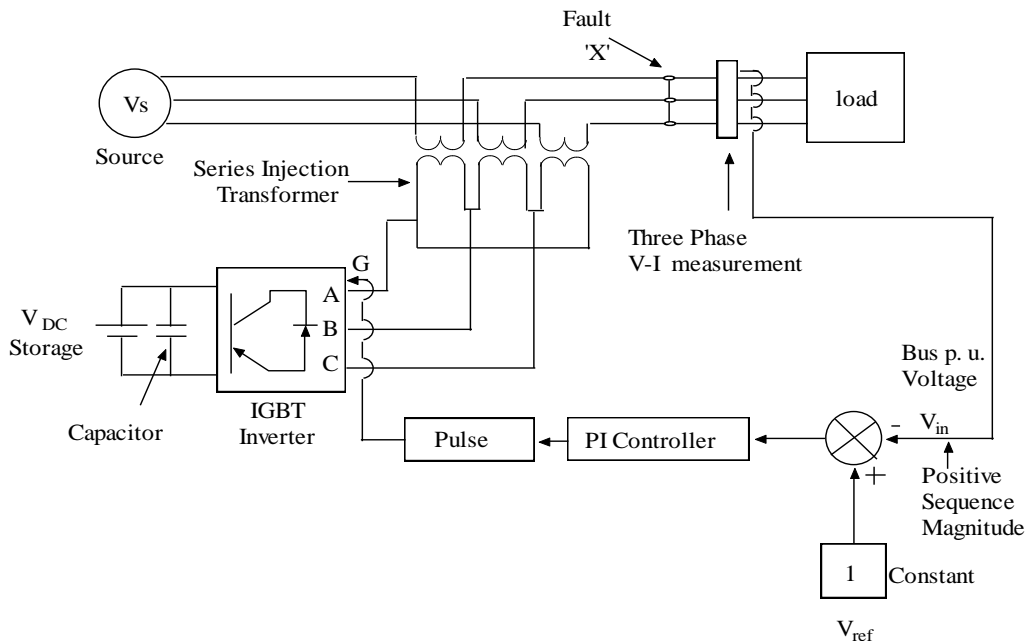 Fault
'X'
Vs
load
Source
Series Injection
Transformer
Three Phase
V-I measurement
G
A
V DC
Storage
B
C
Bus p. u.
Voltage
IGBT
Inverter
Capacitor
Pulse
PI Controller
-
Vin
+
Positive
Sequence
Magnitude
1
Constant
Vref